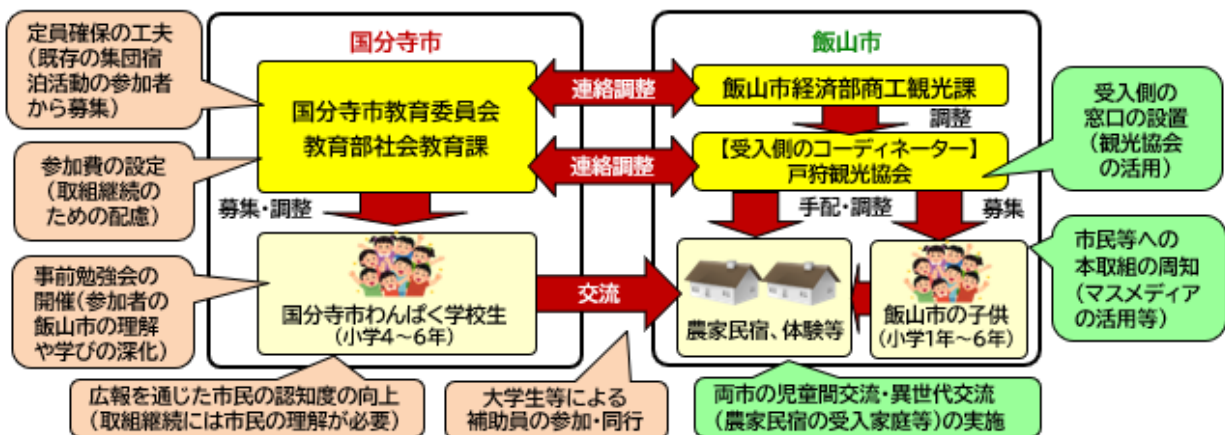 定員確保の工夫
（既存の集団宿
泊活動の参加者
から募集）
参加費の設定
（取組継続の
ための配慮）
事前勉強会の
開催（参加者の
飯山市の理解
や学びの深化）
国分寺市
国分寺市教育委員会
教育部社会教育課
募集・調整
国分寺市わんぱく学校生
（小学4～6年）
広報を通じた市民の認知度の向上
（取組継続には市民の理解が必要）
連絡調整
連絡調整
交流
大学生等による
補助員の参加・同行
飯山市
飯山市経済部商工観光課
調整
【受入側のコーディネーター】
戸狩観光協会
手配・調整
募集
農家民宿、体験等
飯山市の子供
（小学1年～6年）
両市の児童間交流・異世代交流
（農家民宿の受入家庭等）の実施
受入側の
窓口の設置
（観光協会
の活用）
市民等への
本取組の周知
（マスメディア
の活用等）